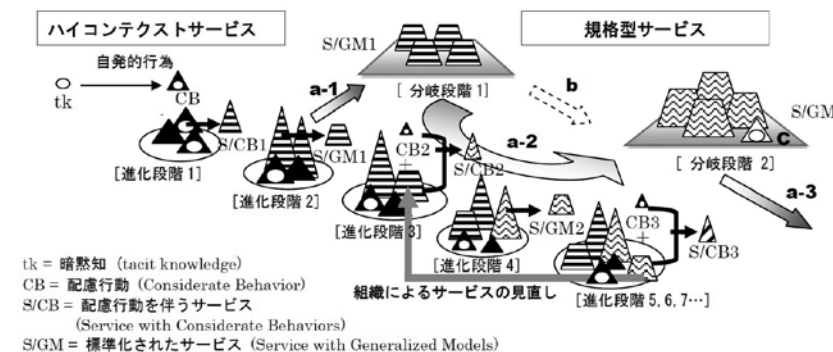 ハイコンテクストサービス
規格型サービス
S/GM1
自発的行為
tk
CB
a-1
[ 分岐段階 1]
b
S/CB1
S/GM1
CB2
+
S/CB2
a-2
S/GM
C
[ 分岐段階 2]
[進化段階 1]
[進化段階 2]
[進化段階 3]
S/GM2
CB3
+
S/CB3
a-3
[進化段階 4]
[進化段階 5, 6, 7…]
組織によるサービスの見直し
tk = 暗黙知 (tacit knowledge)
CB = 配慮行動 (Considerate Behavior)
S/CB = 配慮行動を伴うサービス
(Service with Considerate Behaviors)
S/GM = 標準化されたサービス (Service with Generalized Models)